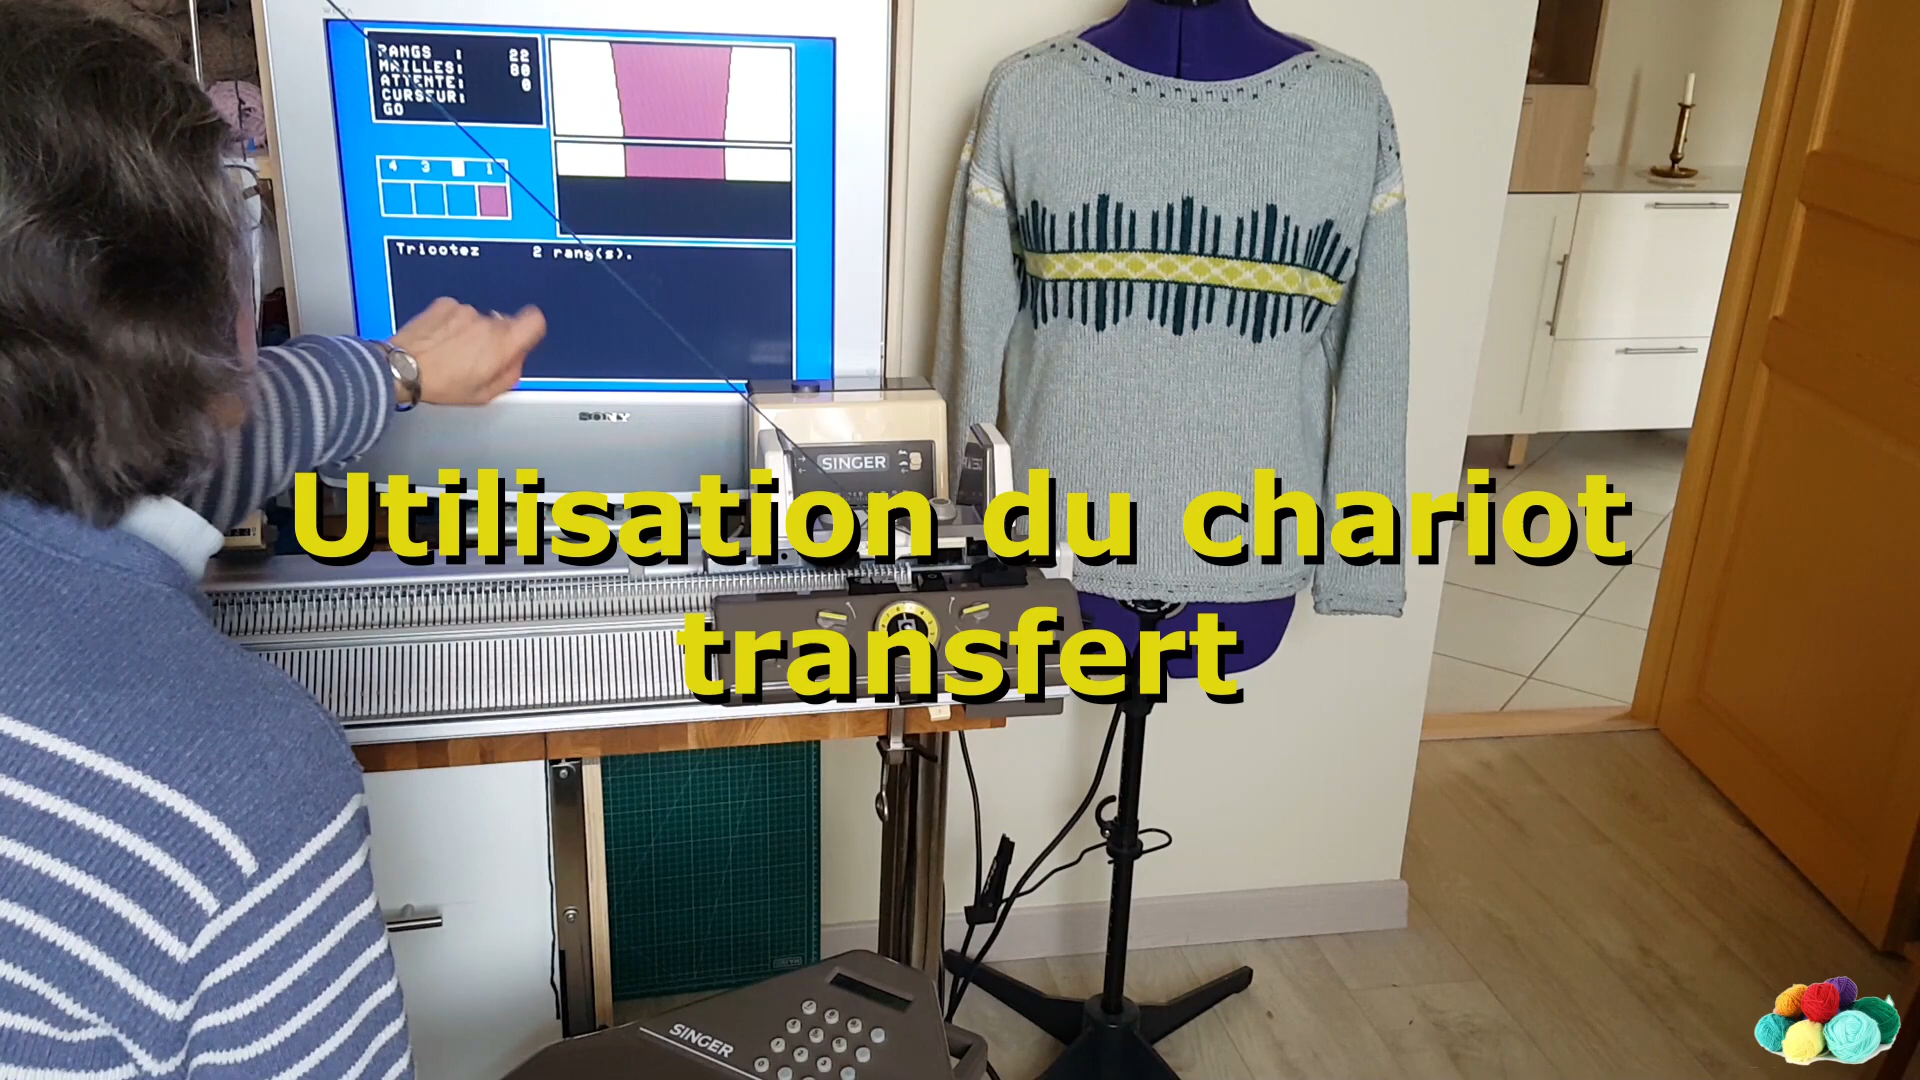 RANGS : 22
MAILLES: 80
ATTENTE: 0
CURSEUR:
GO
4 3 1
Tricotez 2 rang(s).
SONY
SINGER
Utilisation du chariot
transfert
SINGER